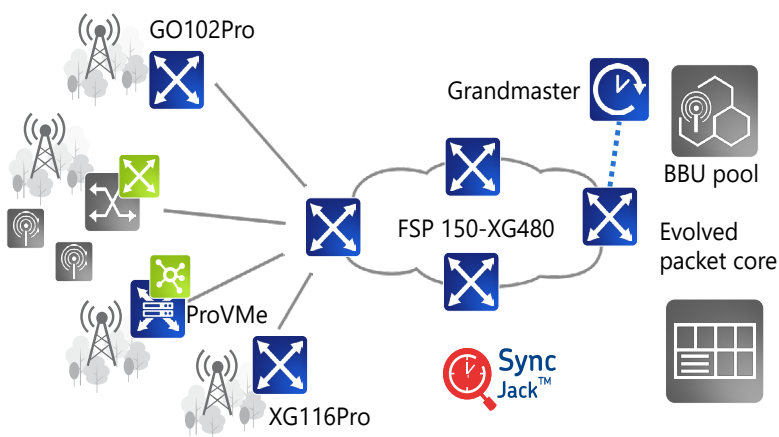 GO102Pro
Grandmaster
BBU pool
FSP 150-XG480
Evolved
packet core
ProVMe
Sync
Jack™
XG116Pro